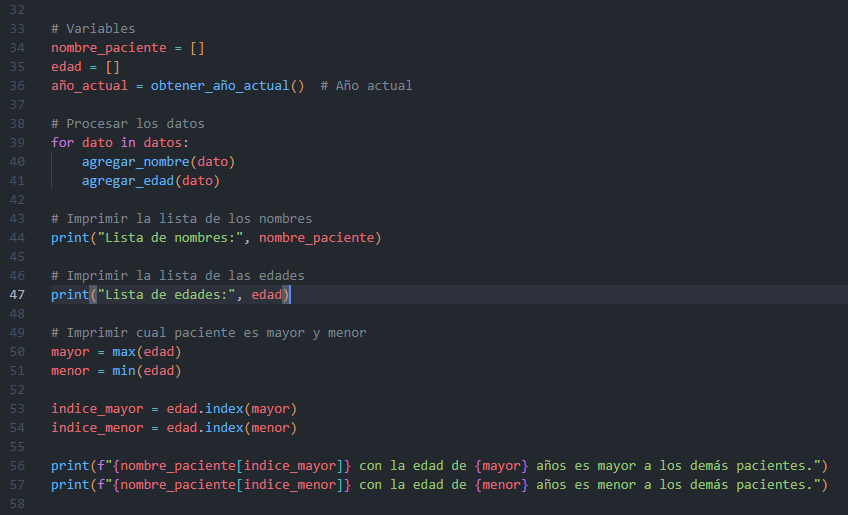 32
33 # Variables
34 nombre_paciente = []
35 edad = []
36 año_actual = obtener_año_actual()  # Año actual
37
38 # Procesar los datos
39 for dato in datos:
40     agregar_nombre(dato)
41     agregar_edad(dato)
42
43 # Imprimir la lista de los nombres
44 print("Lista de nombres:", nombre_paciente)
45
46 # Imprimir la lista de las edades
47 print("Lista de edades:", edad)
48
49 # Imprimir cual paciente es mayor y menor
50 mayor = max(edad)
51 menor = min(edad)
52
53 indice_mayor = edad.index(mayor)
54 indice_menor = edad.index(menor)
55
56 print(f"{nombre_paciente[indice_mayor]} con la edad de {mayor} años es mayor a los demás pacientes.")
57 print(f"{nombre_paciente[indice_menor]} con la edad de {menor} años es menor a los demás pacientes.")
58